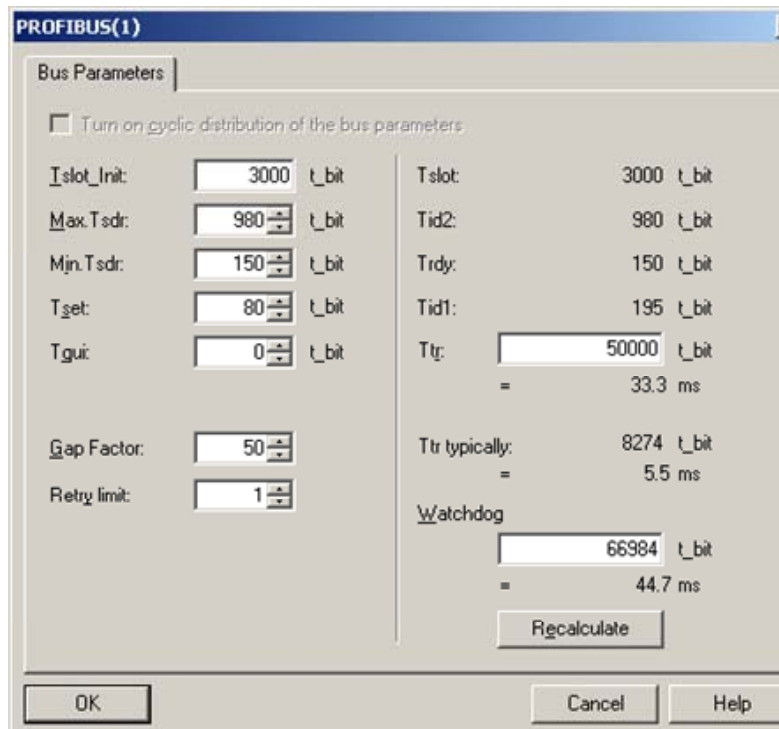 PROFIBUS(1)
Bus Parameters
Turn on cyclic distribution of the bus parameters
Tslot_Init: 3000 t_bit
Max.Tsdr: 980 t_bit
Min.Tsdr: 150 t_bit
Tset: 80 t_bit
Tqui: 0 t_bit
Gap Factor: 50
Retry limit: 1
Tslot: 3000 t_bit
Tid2: 980 t_bit
Trdy: 150 t_bit
Tid1: 195 t_bit
Ttr: 50000 t_bit
= 33.3 ms
Ttr typically: 8274 t_bit
= 5.5 ms
Watchdog
66984 t_bit
= 44.7 ms
Recalculate
OK Cancel Help